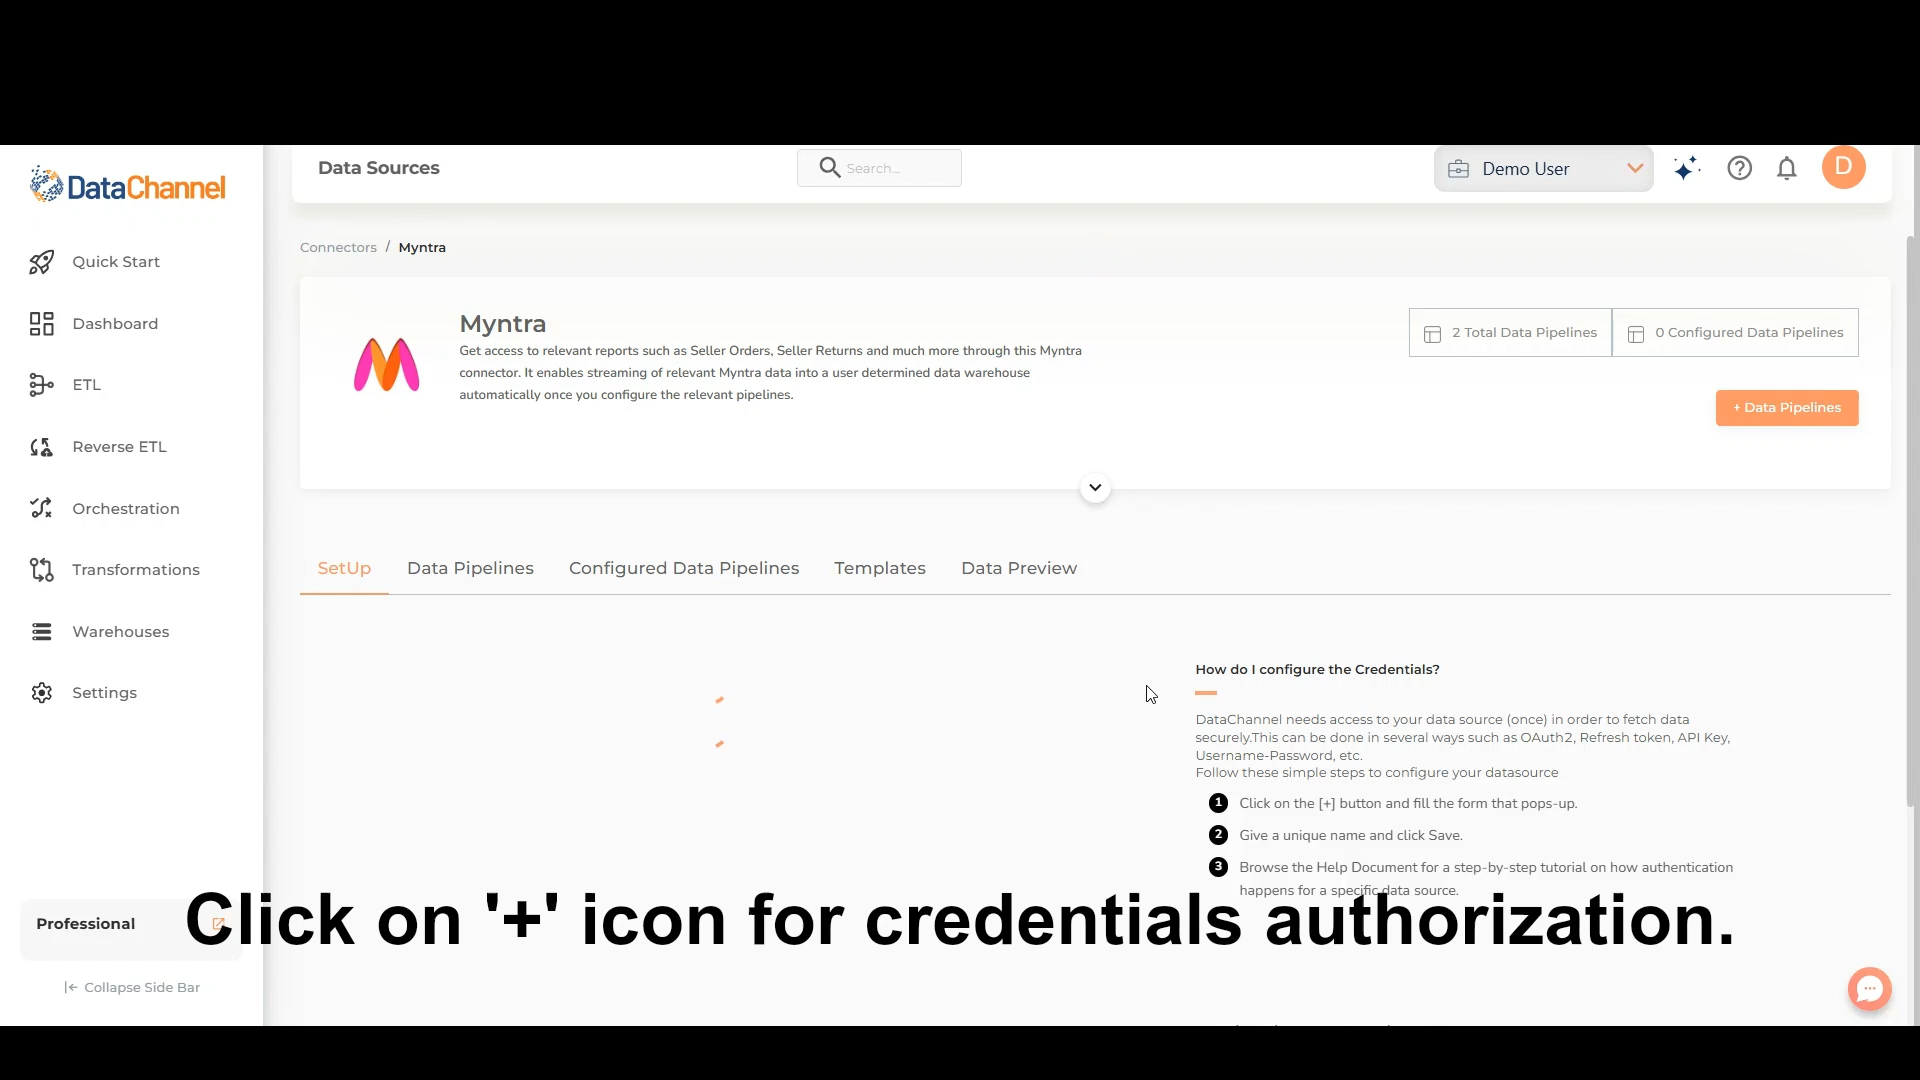 DataChannel
Data Sources
Search...
Demo User
D
Quick Start
Dashboard
ETL
Reverse ETL
Orchestration
Transformations
Warehouses
Settings
Professional
Collapse Side Bar
Connectors / Myntra
Myntra
Get access to relevant reports such as Seller Orders, Seller Returns and much more through this Myntra
connector. It enables streaming of relevant Myntra data into a user determined data warehouse
automatically once you configure the relevant pipelines.
2 Total Data Pipelines
0 Configured Data Pipelines
+ Data Pipelines
SetUp Data Pipelines Configured Data Pipelines Templates Data Preview
How do I configure the Credentials?
DataChannel needs access to your data source (once) in order to fetch data
securely.This can be done in several ways such as OAuth2, Refresh token, API Key,
Username-Password, etc.
Follow these simple steps to configure your datasource
1 Click on the [+] button and fill the form that pops-up.
2 Give a unique name and click Save.
3 Browse the Help Document for a step-by-step tutorial on how authentication
happens for a specific data source.
Click on '+' icon for credentials authorization.